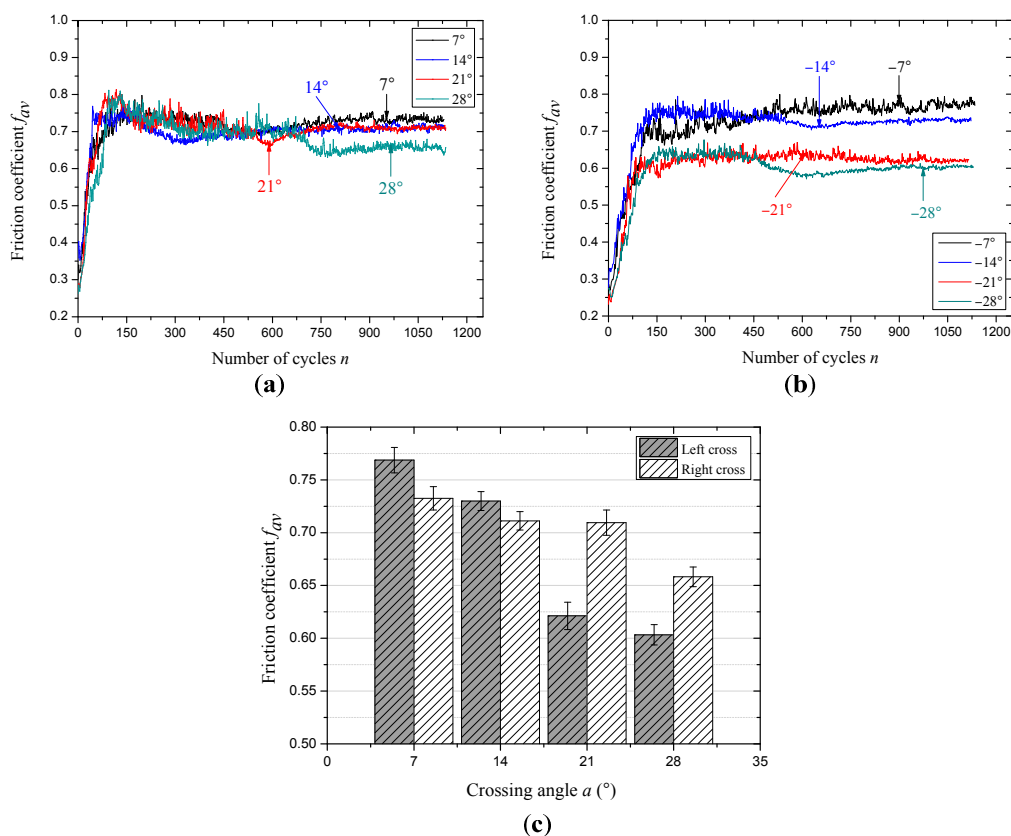 Friction coefficient f_av
1.0
0.9
0.8
0.7
0.6
0.5
0.4
0.3
0.2
0 150 300 450 600 750 900 1050 1200
Number of cycles n
7°
14°
21°
28°
14°
7°
21°
28°
(a)
Friction coefficient f_av
1.0
0.9
0.8
0.7
0.6
0.5
0.4
0.3
0.2
0 150 300 450 600 750 900 1050 1200
Number of cycles n
−14°
−7°
−21°
−28°
−7°
−14°
−21°
−28°
(b)
Friction coefficient f_av
0.80
0.75
0.70
0.65
0.60
0.55
0.50
0 7 14 21 28 35
Crossing angle a (°)
Left cross
Right cross
(c)